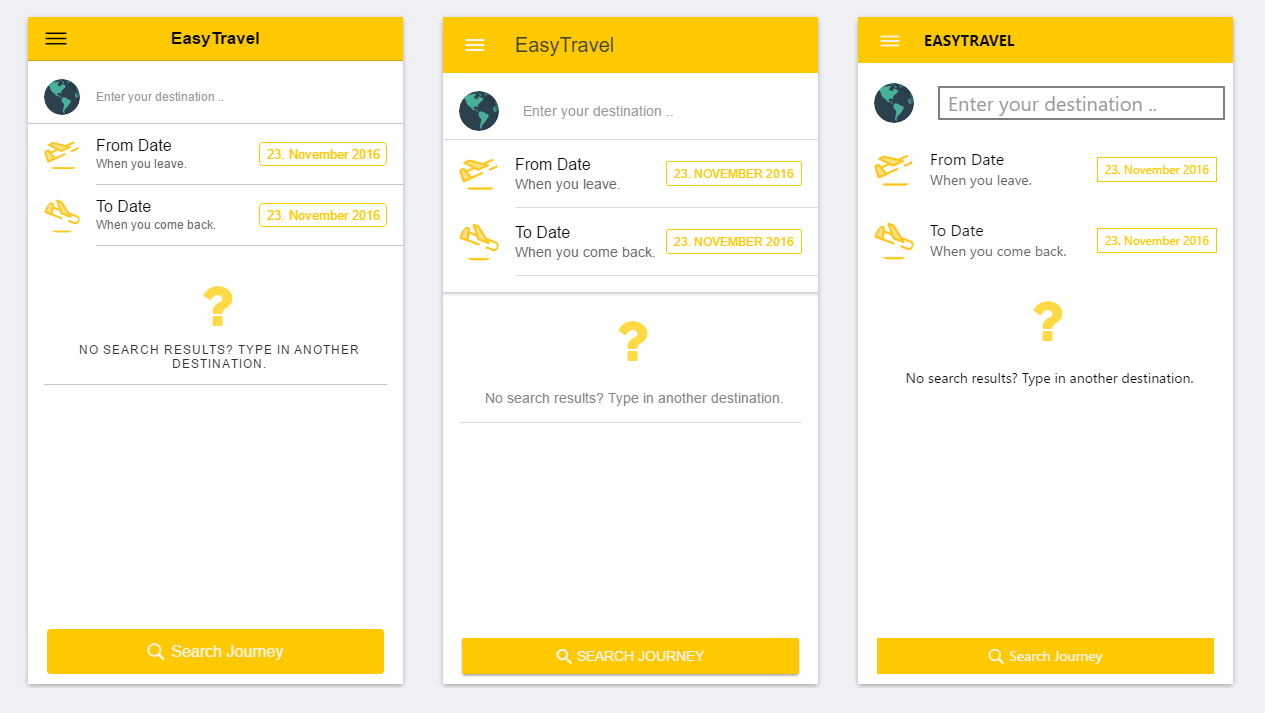 EasyTravel
Enter your destination ..
From Date
When you leave.
23. November 2016
To Date
When you come back.
23. November 2016
?
NO SEARCH RESULTS? TYPE IN ANOTHER
DESTINATION.
Search Journey
EasyTravel
Enter your destination ..
From Date
When you leave.
23. NOVEMBER 2016
To Date
When you come back.
23. NOVEMBER 2016
?
No search results? Type in another destination.
SEARCH JOURNEY
EASYTRAVEL
Enter your destination ..
From Date
When you leave.
23. November 2016
To Date
When you come back.
23. November 2016
?
No search results? Type in another destination.
Search Journey